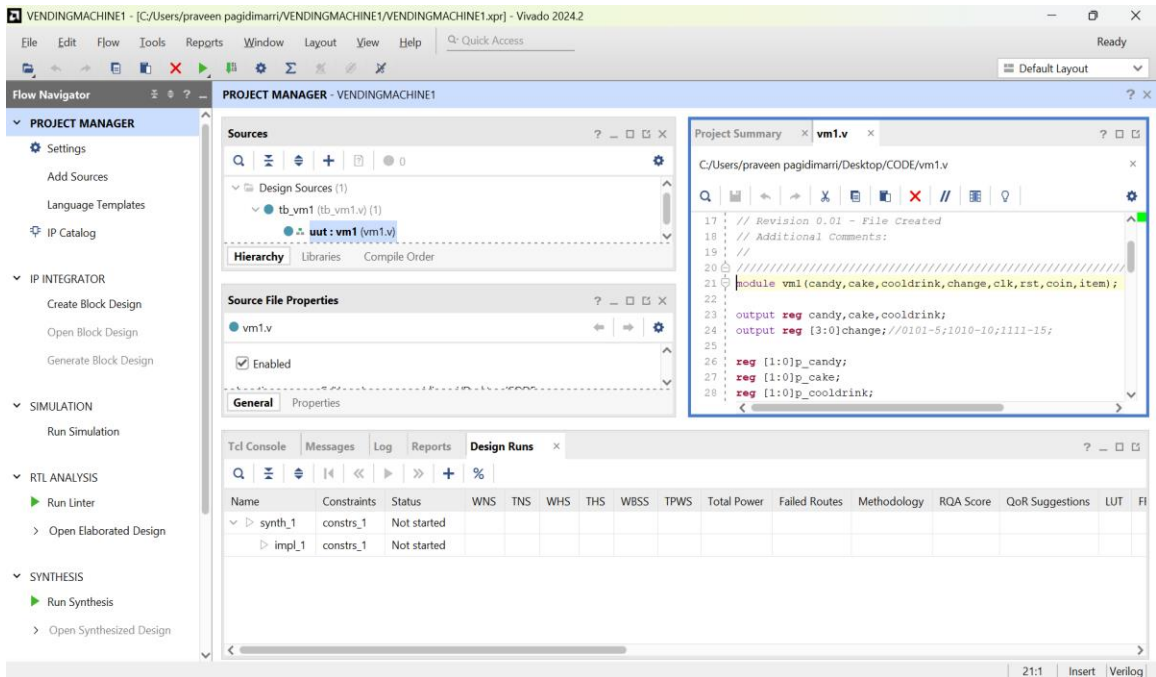 VENDINGMACHINE1 - [C:/Users/praveen pagidimarri/VENDINGMACHINE1/VENDINGMACHINE1.xpr] - Vivado 2024.2
File Edit Flow Tools Reports Window Layout View Help Quick Access Ready
Default Layout
Flow Navigator
PROJECT MANAGER
Settings
Add Sources
Language Templates
IP Catalog
IP INTEGRATOR
Create Block Design
Open Block Design
Generate Block Design
SIMULATION
Run Simulation
RTL ANALYSIS
Run Linter
Open Elaborated Design
SYNTHESIS
Run Synthesis
Open Synthesized Design
PROJECT MANAGER - VENDINGMACHINE1
Sources
0
Design Sources (1)
tb_vm1 (tb_vm1.v) (1)
uut : vm1 (vm1.v)
Hierarchy Libraries Compile Order
Source File Properties
vm1.v
Enabled
General Properties
Project Summary vm1.v
C:/Users/praveen pagidimarri/Desktop/CODE/vm1.v
17 // Revision 0.01 - File Created
18 // Additional Comments:
19 //
20 //////////////////////////////////////////////////////////////
21 module vm1(candy,cake,cooldrink,change,clk,rst,coin,item);
22
23 output reg candy,cake,cooldrink;
24 output reg [3:0]change;//0101-5;1010-10;1111-15;
25
26 reg [1:0]p_candy;
27 reg [1:0]p_cake;
28 reg [1:0]p_cooldrink;
Tcl Console Messages Log Reports Design Runs
Name Constraints Status WNS TNS WHS THS WBSS TPWS Total Power Failed Routes Methodology RQA Score QoR Suggestions LUT
synth_1 constrs_1 Not started
impl_1 constrs_1 Not started
21:1 Insert Verilog